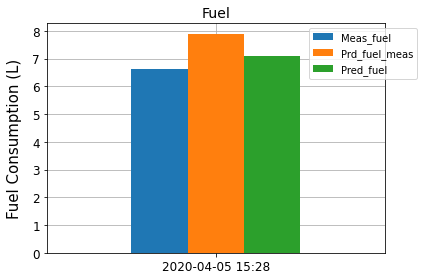 Fuel
Meas_fuel
Prd_fuel_meas
Pred_fuel
Fuel Consumption (L)
8
7
6
5
4
3
2
1
0
2020-04-05 15:28